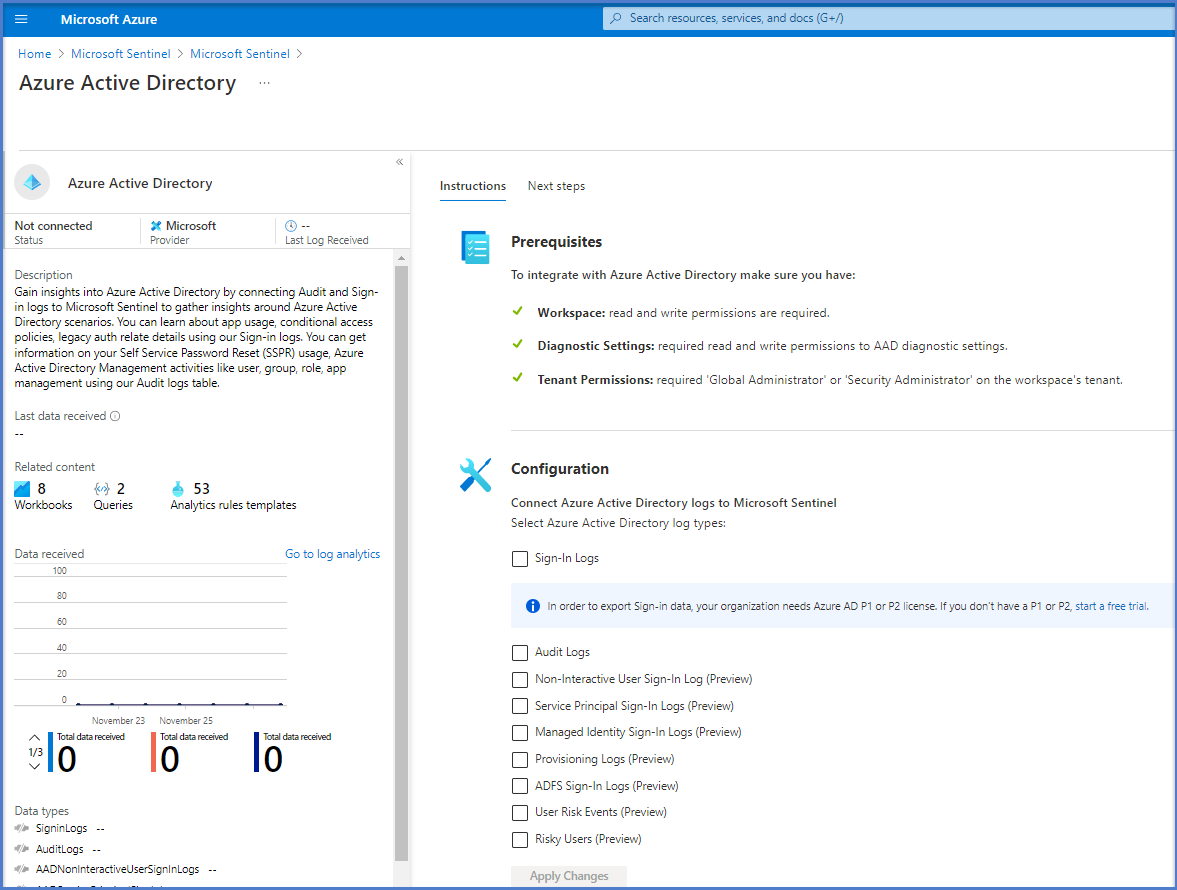 Microsoft Azure
Search resources, services, and docs (G+/)
Home > Microsoft Sentinel > Microsoft Sentinel >
Azure Active Directory ...
«
Azure Active Directory
Not connected
Status
Microsoft
Provider
--
Last Log Received
Description
Gain insights into Azure Active Directory by connecting Audit and Sign-
in logs to Microsoft Sentinel to gather insights around Azure Active
Directory scenarios. You can learn about app usage, conditional access
policies, legacy auth relate details using our Sign-in logs. You can get
information on your Self Service Password Reset (SSPR) usage, Azure
Active Directory Management activities like user, group, role, app
management using our Audit logs table.
Last data received
--
Related content
8
Workbooks
2
Queries
53
Analytics rules templates
Data received
Go to log analytics
100
80
60
40
20
0
November 23
November 25
1/3
Total data received
0
Total data received
0
Total data received
0
Data types
SigninLogs --
AuditLogs --
AADNonInteractiveUserSignInLogs --
Instructions
Next steps
Prerequisites
To integrate with Azure Active Directory make sure you have:
Workspace: read and write permissions are required.
Diagnostic Settings: required read and write permissions to AAD diagnostic settings.
Tenant Permissions: required 'Global Administrator' or 'Security Administrator' on the workspace's tenant.
Configuration
Connect Azure Active Directory logs to Microsoft Sentinel
Select Azure Active Directory log types:
Sign-In Logs
In order to export Sign-in data, your organization needs Azure AD P1 or P2 license. If you don't have a P1 or P2, start a free trial.
Audit Logs
Non-Interactive User Sign-In Log (Preview)
Service Principal Sign-In Logs (Preview)
Managed Identity Sign-In Logs (Preview)
Provisioning Logs (Preview)
ADFS Sign-In Logs (Preview)
User Risk Events (Preview)
Risky Users (Preview)
Apply Changes